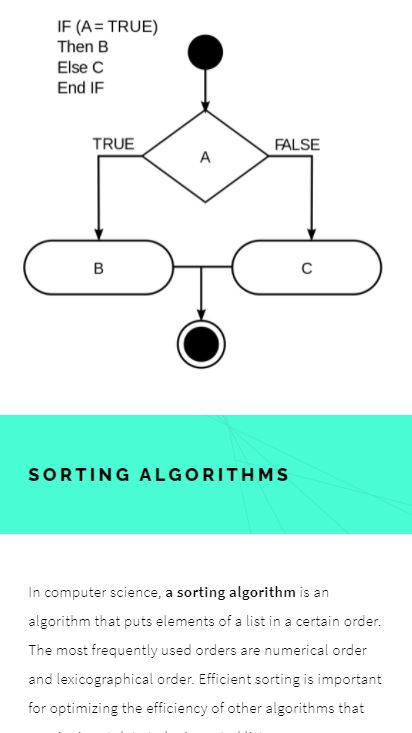 IF (A= TRUE)
Then B
Else C
End IF
TRUE
FALSE
A
B
C
SORTING ALGORITHMS
In computer science, a sorting algorithm is an
algorithm that puts elements of a list in a certain order.
The most frequently used orders are numerical order
and lexicographical order. Efficient sorting is important
for optimizing the efficiency of other algorithms that